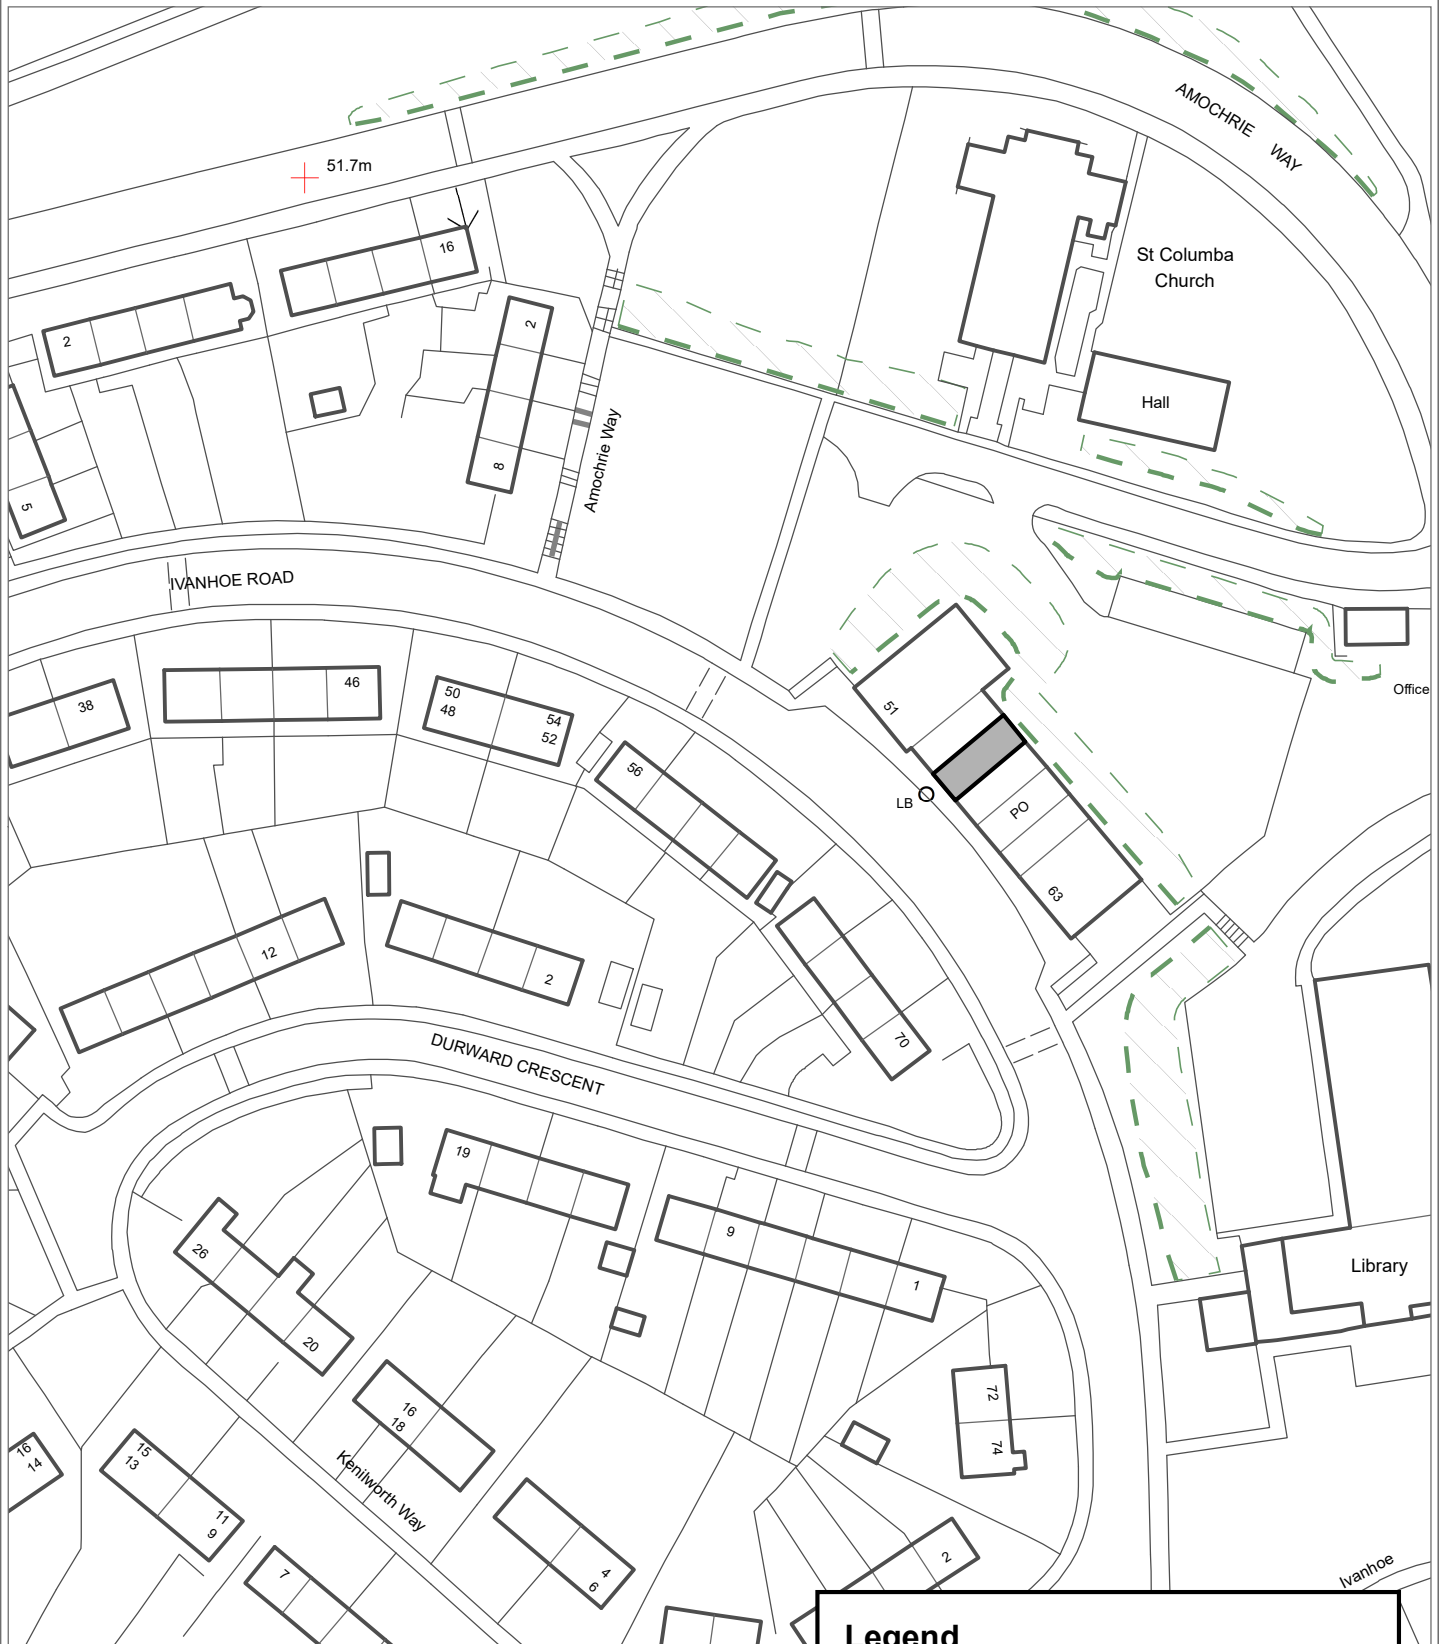 AMOCHRIE
WAY
51.7m
16
St Columba
Church
2
2
Hall
Amochrie Way
8
5
IVANHOE ROAD
46
38
50
48
54
52
51
Office
56
LB
PO
63
12
2
70
DURWARD CRESCENT
19
26
9
1
Library
20
72
74
16
18
Kenilworth Way
15
13
16
14
11
9
7
4
6
2
Ivanhoe
Legend